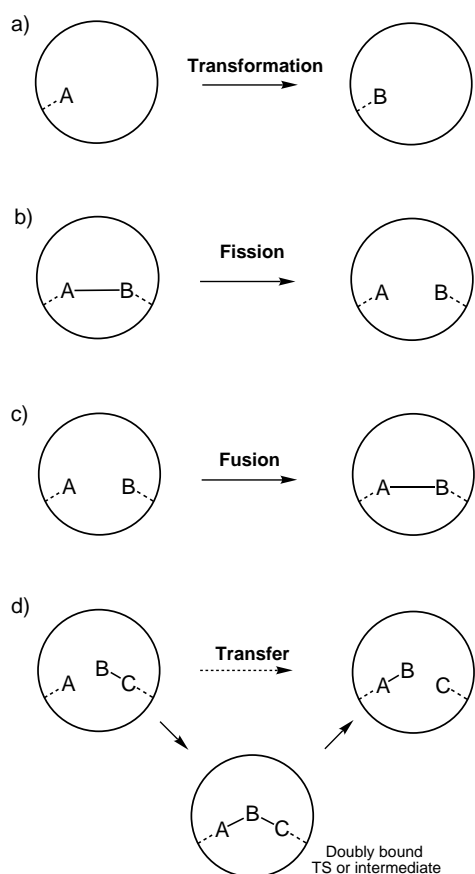 a)
Transformation
A
B
b)
Fission
A B
A B
c)
Fusion
A B
A B
d)
Transfer
A B C
A B C
A B C
Doubly bound
TS or intermediate